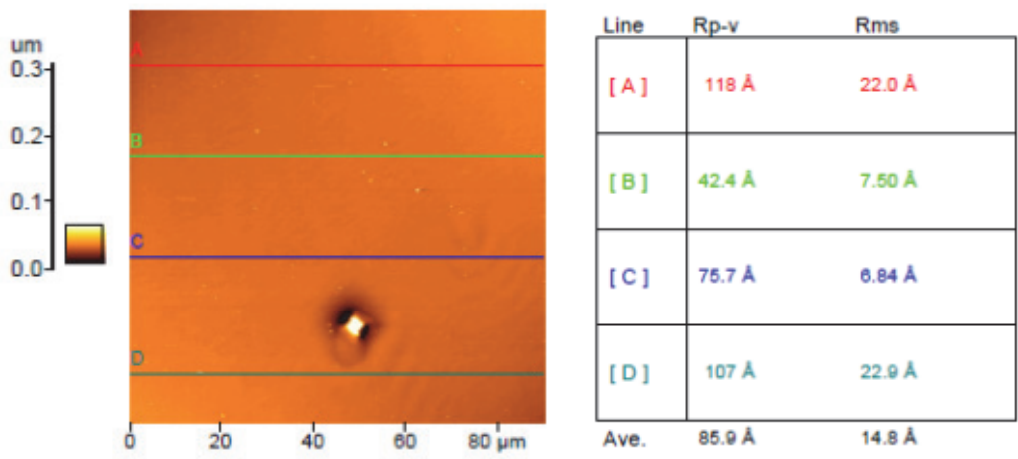 um
0.3
0.2
0.1
0.0
A
B
C
D
0 20 40 60 80 µm
Line Rp-v Rms
[ A ] 118 Å 22.0 Å
[ B ] 42.4 Å 7.50 Å
[ C ] 75.7 Å 6.84 Å
[ D ] 107 Å 22.9 Å
Ave. 85.9 Å 14.8 Å